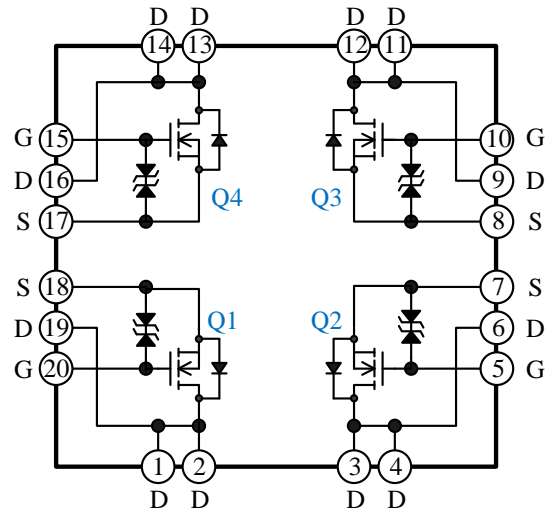 D D D D
14 13 12 11
G 15 10 G
D 16 9 D
S 17 Q4 Q3 8 S
S 18 7 S
D 19 Q1 Q2 6 D
G 20 5 G
1 2 3 4
D D D D